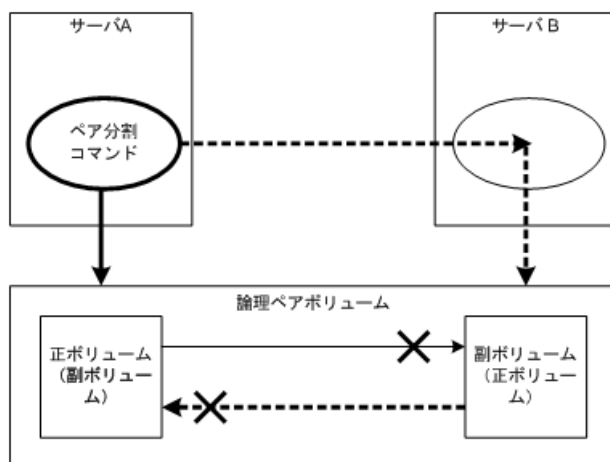 サーバA
サーバB
ペア分割
コマンド
論理ペアボリューム
正ボリューム
(副ボリュー
ム)
副ボリューム
(正ボリュー
ム)